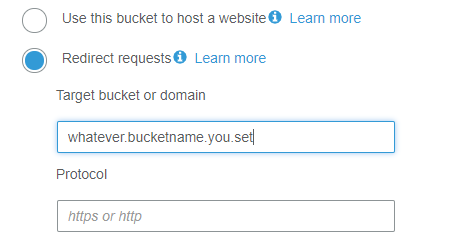 Use this bucket to host a website Learn more
Redirect requests Learn more
Target bucket or domain
whatever.bucketname.you.set
Protocol
https or http